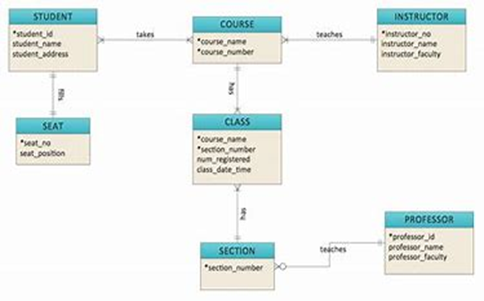 STUDENT
*student_id
student_name
student_address
takes
COURSE
*course_name
*course_number
teaches
INSTRUCTOR
*instructor_no
instructor_name
instructor_faculty
fills
has
SEAT
*seat_no
seat_position
CLASS
*course_name
*section_number
num_registered
class_date_time
has
SECTION
*section_number
teaches
PROFESSOR
*professor_id
professor_name
professor_faculty